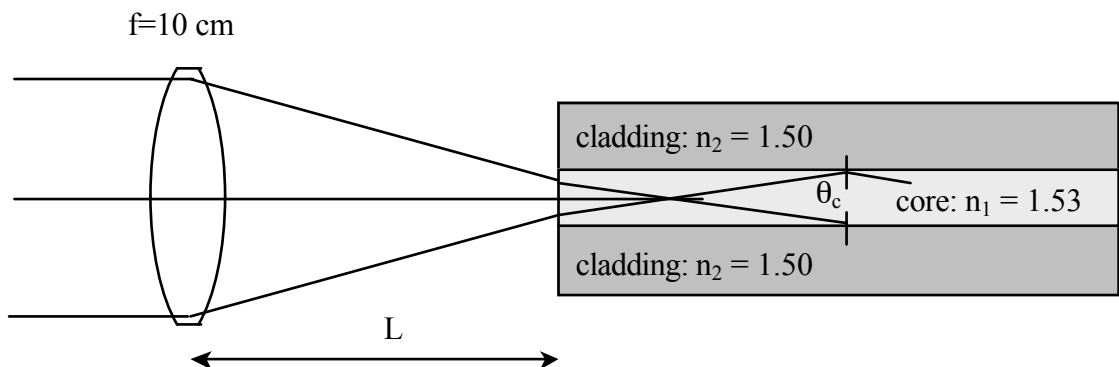 f=10 cm
cladding: n₂ = 1.50
θc
core: n₁ = 1.53
cladding: n₂ = 1.50
L